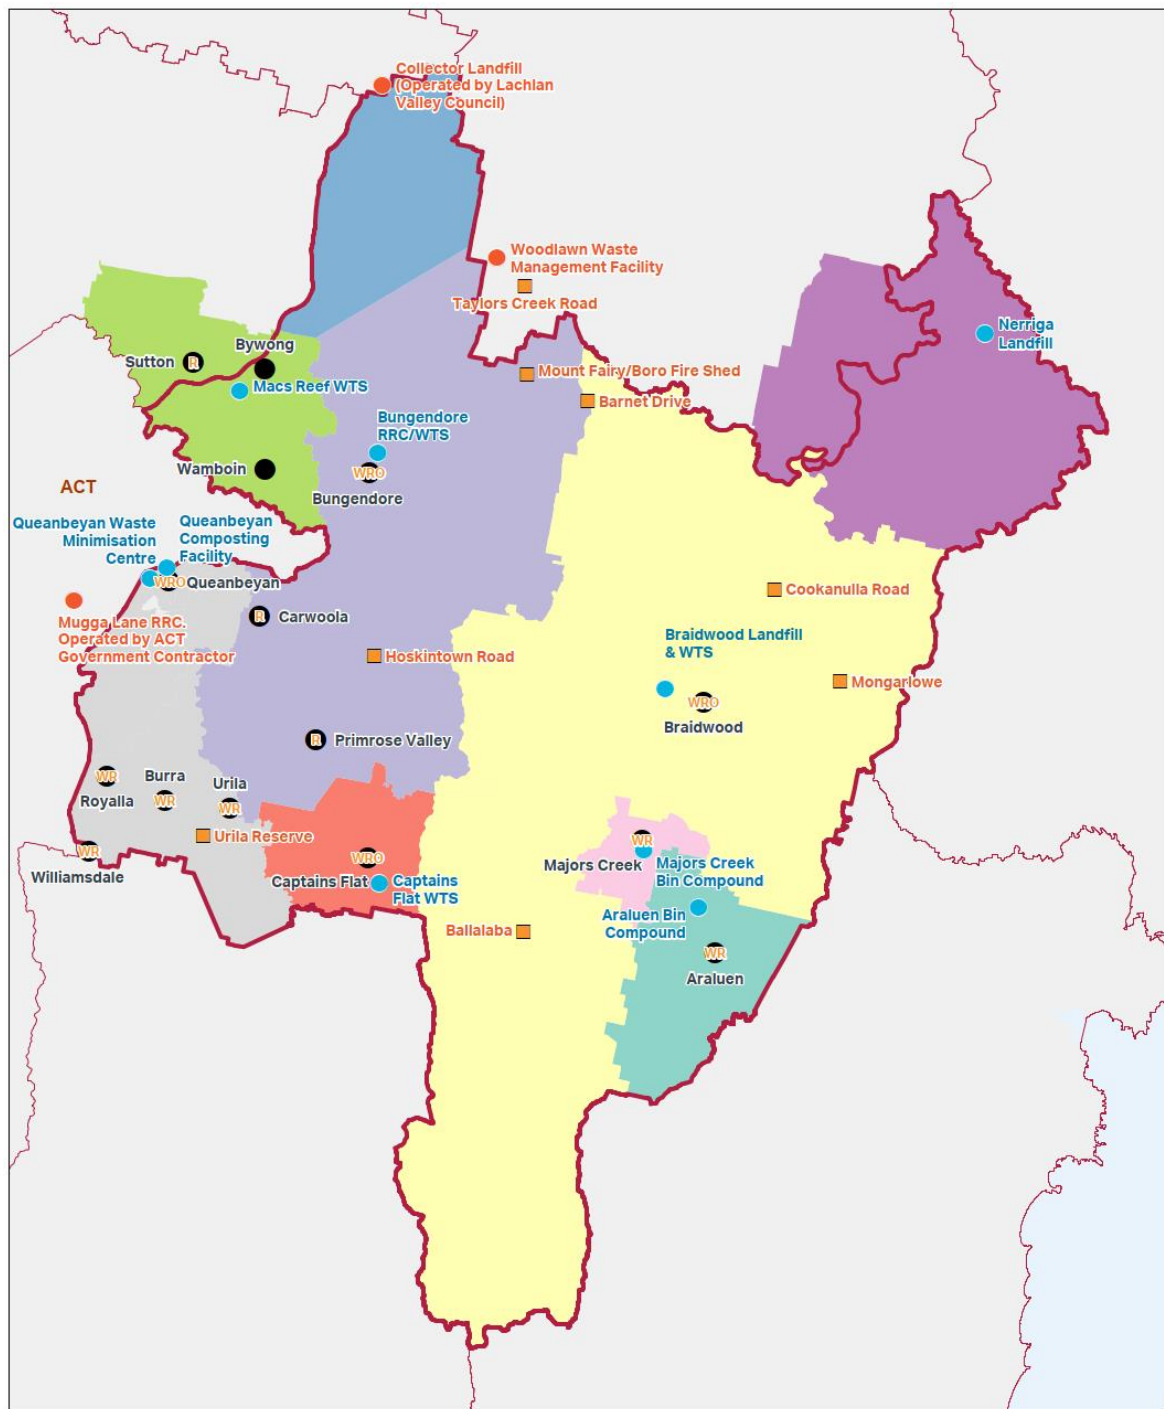 Collector Landfill
(Operated by Lachlan
Valley Council)
Woodlawn Waste
Management Facility
Taylors Creek Road
Nerriga
Landfill
Bywong
Sutton
R
Macs Reef WTS
Mount Fairy/Boro Fire Shed
Barnet Drive
Bungendore
RRC/WTS
Wamboin
WRO
Bungendore
ACT
Queanbeyan Waste
Minimisation
Centre
Queanbeyan
Composting
Facility
WRO
Queanbeyan
Cookanulla Road
Mugga Lane RRC.
Operated by ACT
Government Contractor
R
Carwoola
Hoskintown Road
Braidwood Landfill
& WTS
Mongarlowe
WRO
Braidwood
R
Primrose Valley
WR
Royalla
Burra
WR
Urila
WR
Urila Reserve
WR
Williamsdale
WRO
Captains Flat
Captains
Flat WTS
WR
Majors Creek
Majors Creek
Bin Compound
Araluen Bin
Compound
Ballalaba
WR
Araluen